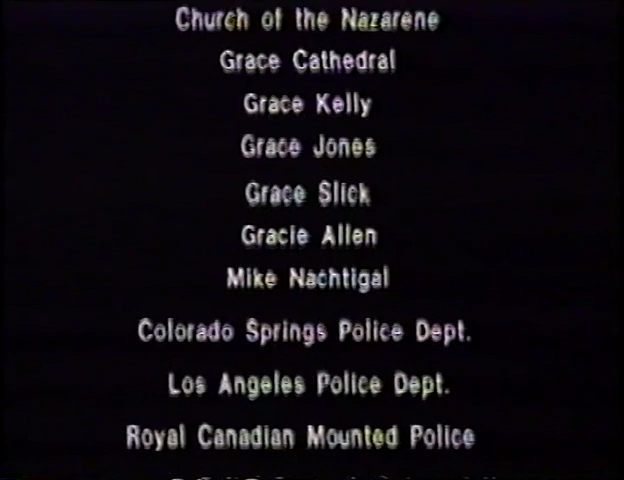 Church of the Nazarene
Grace Cathedral
Grace Kelly
Grace Jones
Grace Slick
Gracie Allen
Mike Nachtigal
Colorado Springs Police Dept.
Los Angeles Police Dept.
Royal Canadian Mounted Police